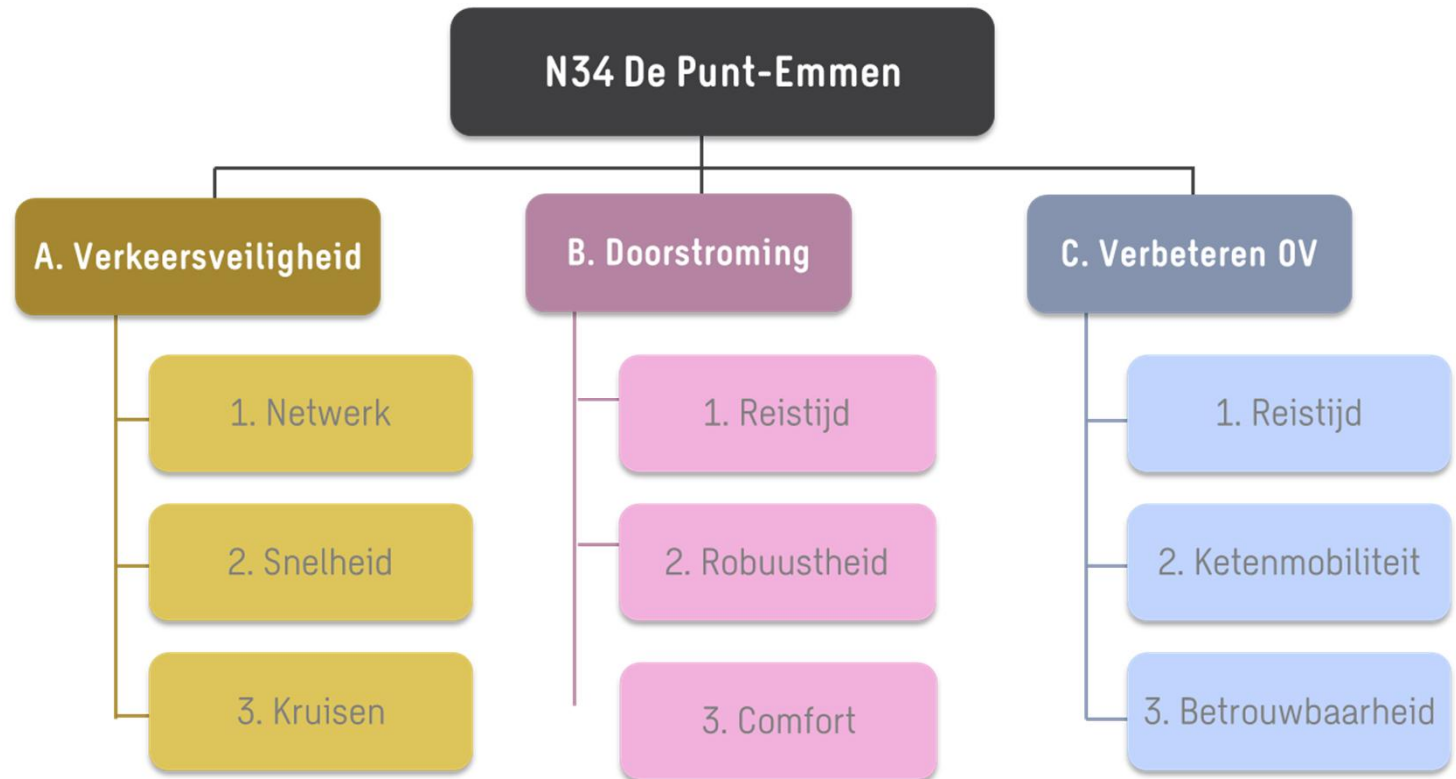 N34 De Punt-Emmen
A. Verkeersveiligheid
1. Netwerk
2. Snelheid
3. Kruisen
B. Doorstroming
1. Reistijd
2. Robuustheid
3. Comfort
C. Verbeteren OV
1. Reistijd
2. Ketenmobiliteit
3. Betrouwbaarheid